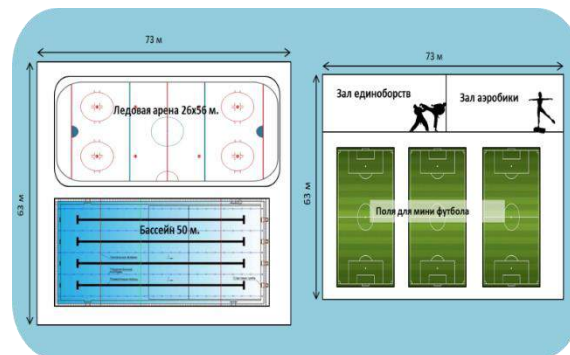 73 м
73 м
Ледовая арена 26х56 м.
Зал единоборств
Зал аэробики
63 м
63 м
Бассейн 50 м.
Поля для мини футбола